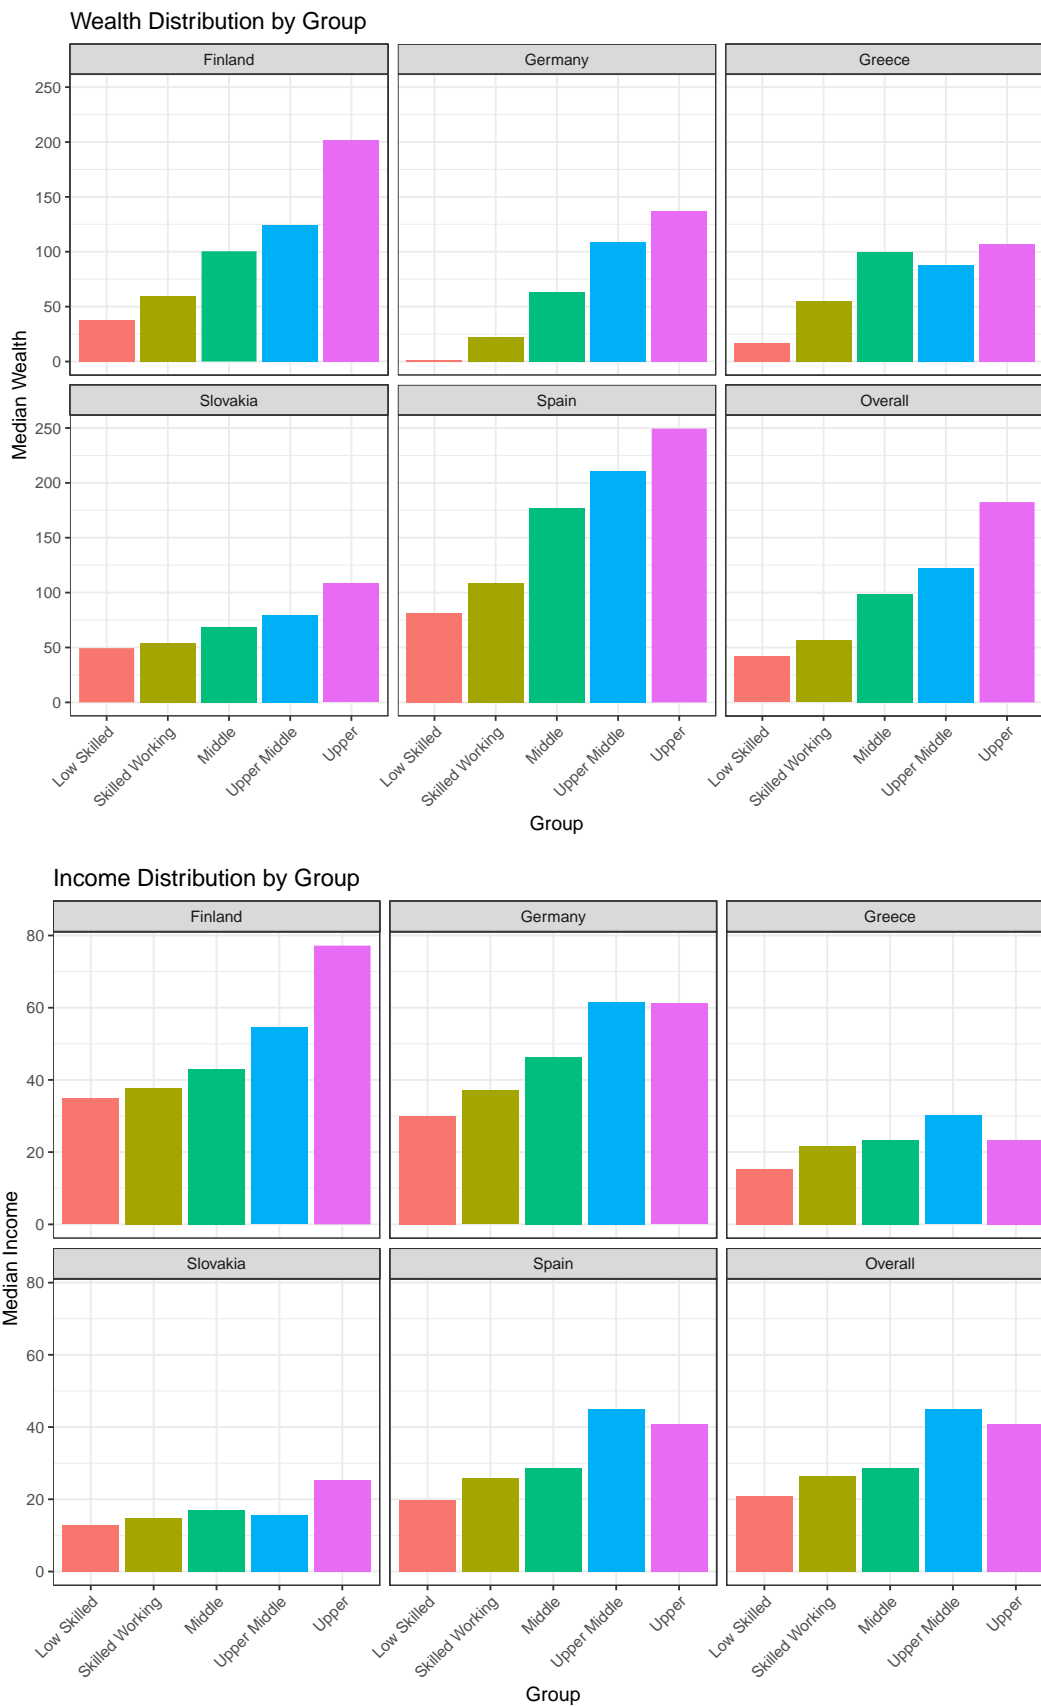 Wealth Distribution by Group
Finland Germany Greece
250
200
150
100
50
0
Median Wealth
Slovakia Spain Overall
250
200
150
100
50
0
Low Skilled Skilled Working Middle Upper Middle Upper Low Skilled Skilled Working Middle Upper Middle Upper Low Skilled Skilled Working Middle Upper Middle Upper
Group
Income Distribution by Group
Finland Germany Greece
80
60
40
20
0
Median Income
Slovakia Spain Overall
80
60
40
20
0
Low Skilled Skilled Working Middle Upper Middle Upper Low Skilled Skilled Working Middle Upper Middle Upper Low Skilled Skilled Working Middle Upper Middle Upper
Group